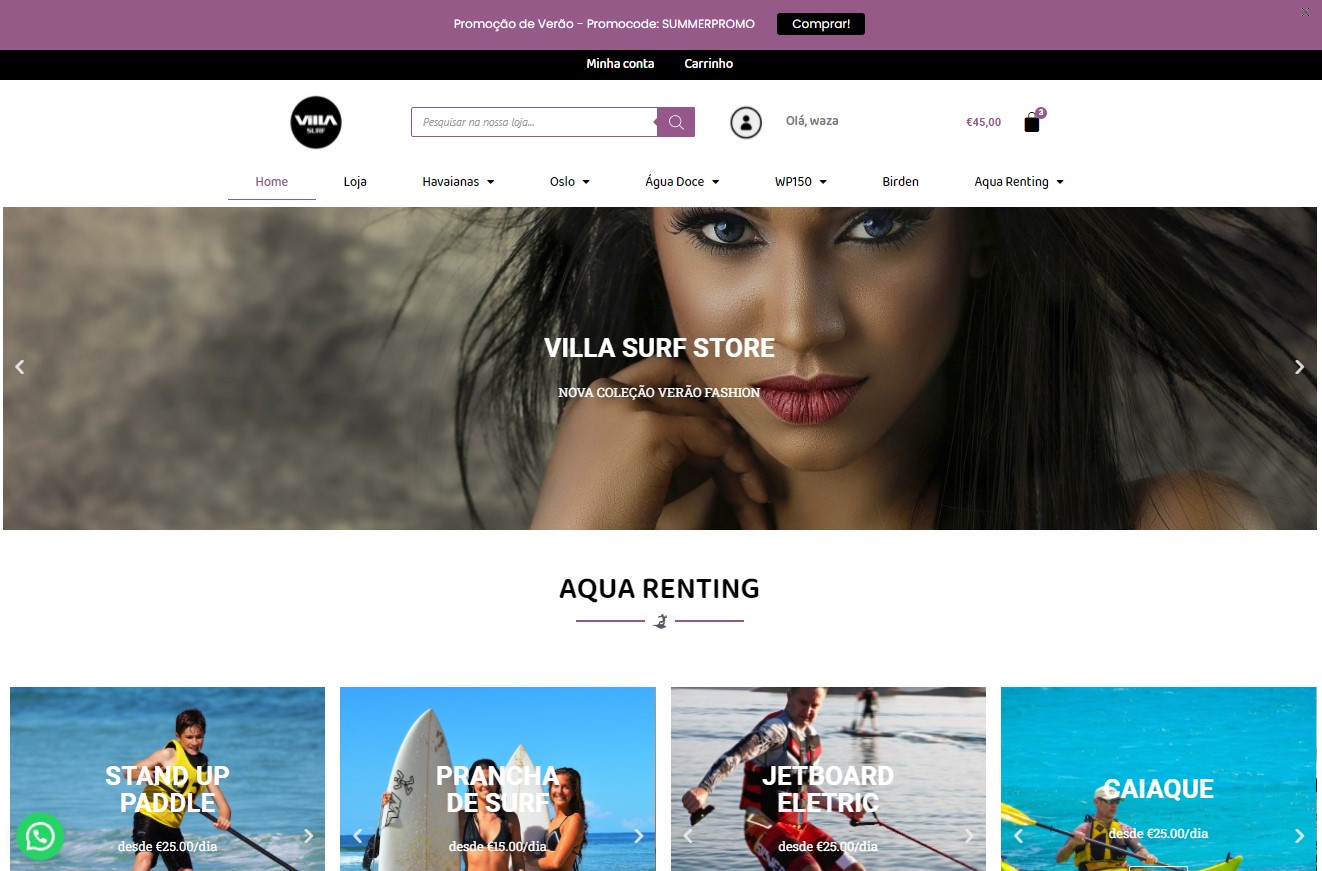 Promoção de Verão - Promocode: SUMMERPROMO
Comprar!
X
Minha conta
Carrinho
VIIIA
SURF
Pesquisar na nossa loja...
Olá, waza
€45,00
3
Home
Loja
Havaianas
Oslo
Água Doce
WP150
Birden
Aqua Renting
VILLA SURF STORE
NOVA COLEÇÃO VERÃO FASHION
AQUA RENTING
STAND UP
PADDLE
desde €25.00/dia
PRANCHA
DE SURF
desde €15.00/dia
JETBOARD
ELETRIC
desde €25.00/dia
CAIAQUE
desde €25.00/dia